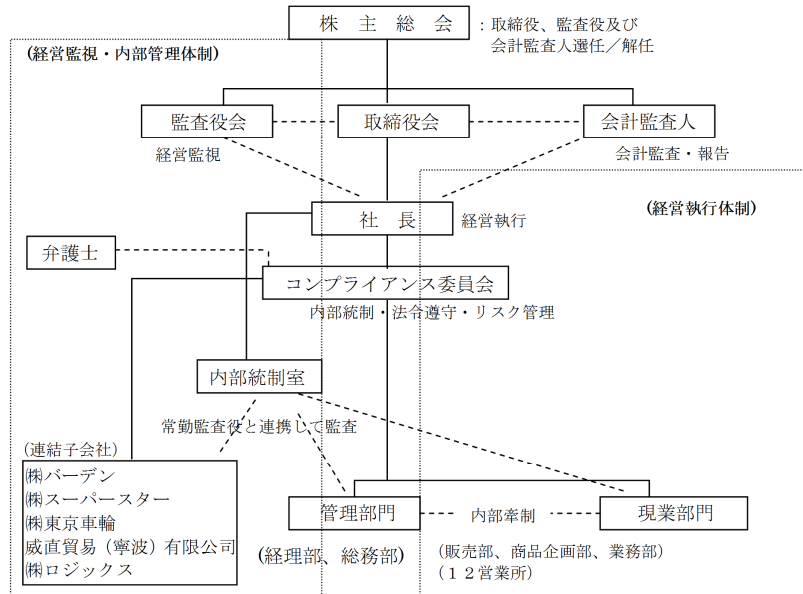 株 主 総 会
：取締役、監査役及び
会計監査人選任／解任
(経営監視・内部管理体制)
監査役会
取締役会
会計監査人
経営監視
会計監査・報告
(経営執行体制)
社 長
経営執行
弁護士
コンプライアンス委員会
内部統制・法令遵守・リスク管理
内部統制室
常勤監査役と連携して監査
(連結子会社)
㈱バーデン
㈱スーパースター
㈱東京車輪
威直貿易（寧波）有限公司
㈱ロジックス
管理部門
内部牽制
現業部門
(経理部、総務部)
（販売部、商品企画部、業務部）
（１２営業所）